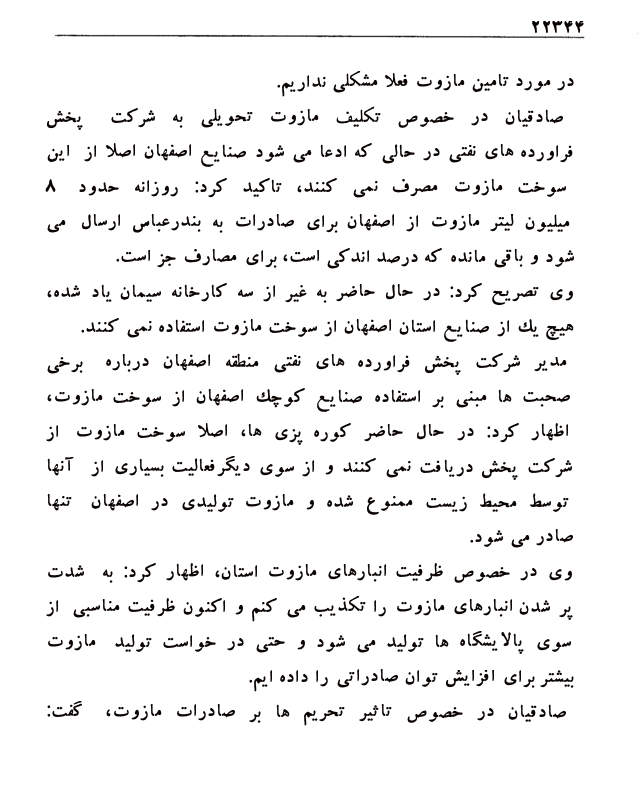 ۲۲۳۴۴
در مورد تامین مازوت فعلا مشکلی نداریم.
صادقیان در خصوص تکلیف مازوت تحویلی به شرکت پخش
فراورده های نفتی در حالی که ادعا می شود صنایع اصفهان اصلا از این
سوخت مازوت مصرف نمی کنند، تاکید کرد: روزانه حدود ۸
میلیون لیتر مازوت از اصفهان برای صادرات به بندرعباس ارسال می
شود و باقی مانده که درصد اندکی است، برای مصارف جز است.
وی تصریح کرد: در حال حاضر به غیر از سه کارخانه سیمان یاد شده،
هیچ یك از صنایع استان اصفهان از سوخت مازوت استفاده نمی کنند.
مدیر شرکت پخش فراورده های نفتی منطقه اصفهان درباره برخی
صحبت ها مبنی بر استفاده صنایع کوچك اصفهان از سوخت مازوت،
اظهار کرد: در حال حاضر کوره پزی ها، اصلا سوخت مازوت از
شرکت پخش دریافت نمی کنند و از سوی دیگرفعالیت بسیاری از آنها
توسط محیط زیست ممنوع شده و مازوت تولیدی در اصفهان تنها
صادر می شود.
وی در خصوص ظرفیت انبارهای مازوت استان، اظهار کرد: به شدت
پر شدن انبارهای مازوت را تکذیب می کنم و اکنون ظرفیت مناسبی از
سوی پالایشگاه ها تولید می شود و حتی در خواست تولید مازوت
بیشتر برای افزایش توان صادراتی را داده ایم.
صادقیان در خصوص تاثیر تحریم ها بر صادرات مازوت، گفت: